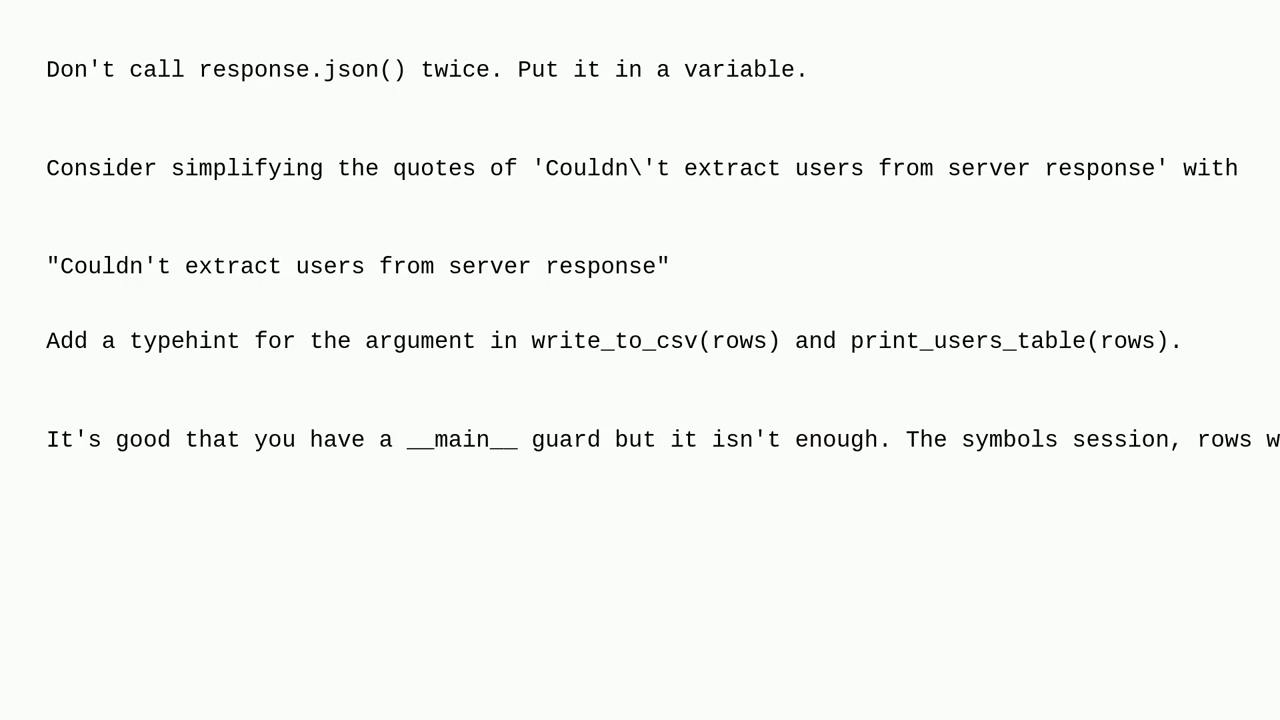 Don't call response.json() twice. Put it in a variable.
Consider simplifying the quotes of 'Couldn\'t extract users from server response' with
"Couldn't extract users from server response"
Add a typehint for the argument in write_to_csv(rows) and print_users_table(rows).
It's good that you have a __main__ guard but it isn't enough. The symbols session, rows